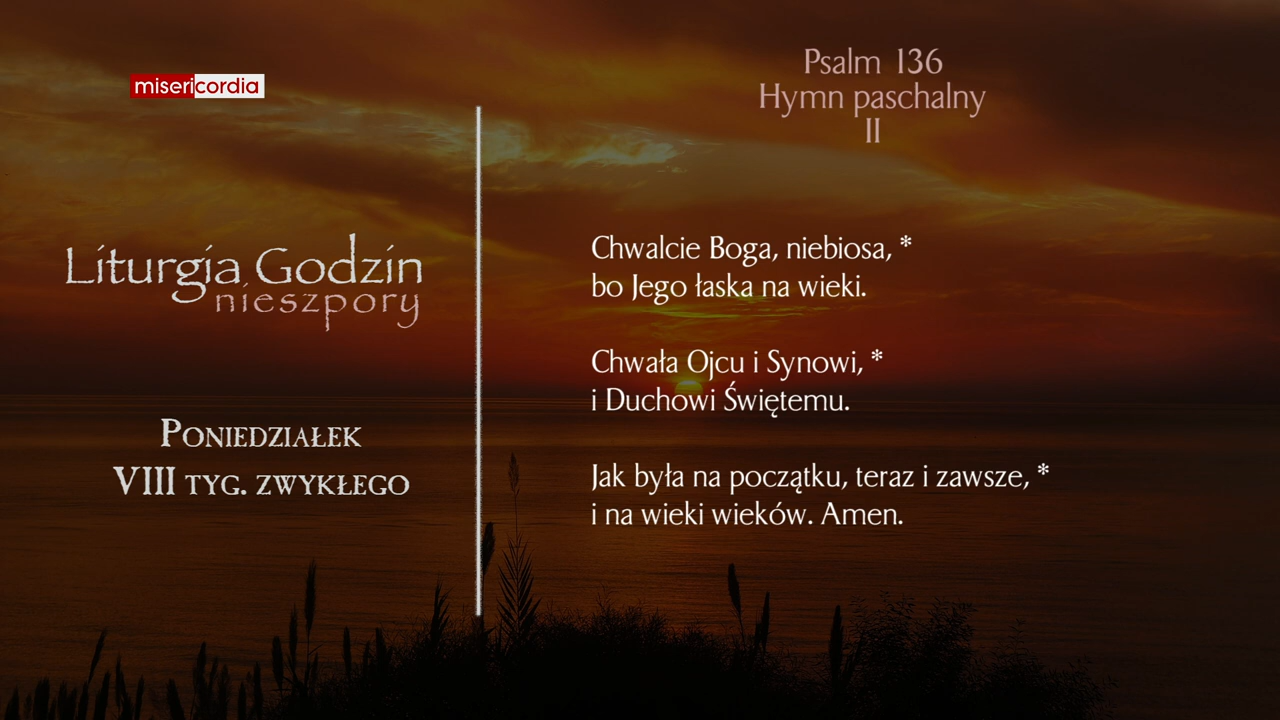 misericordia
Liturgia Godzin
nieszpory
Poniedziałek
VIII tyg. zwykłego
Psalm 136
Hymn paschalny
II
Chwalcie Boga, niebiosa, *
bo Jego łaska na wieki.
Chwała Ojcu i Synowi, *
i Duchowi Świętemu.
Jak była na początku, teraz i zawsze, *
i na wieki wieków. Amen.